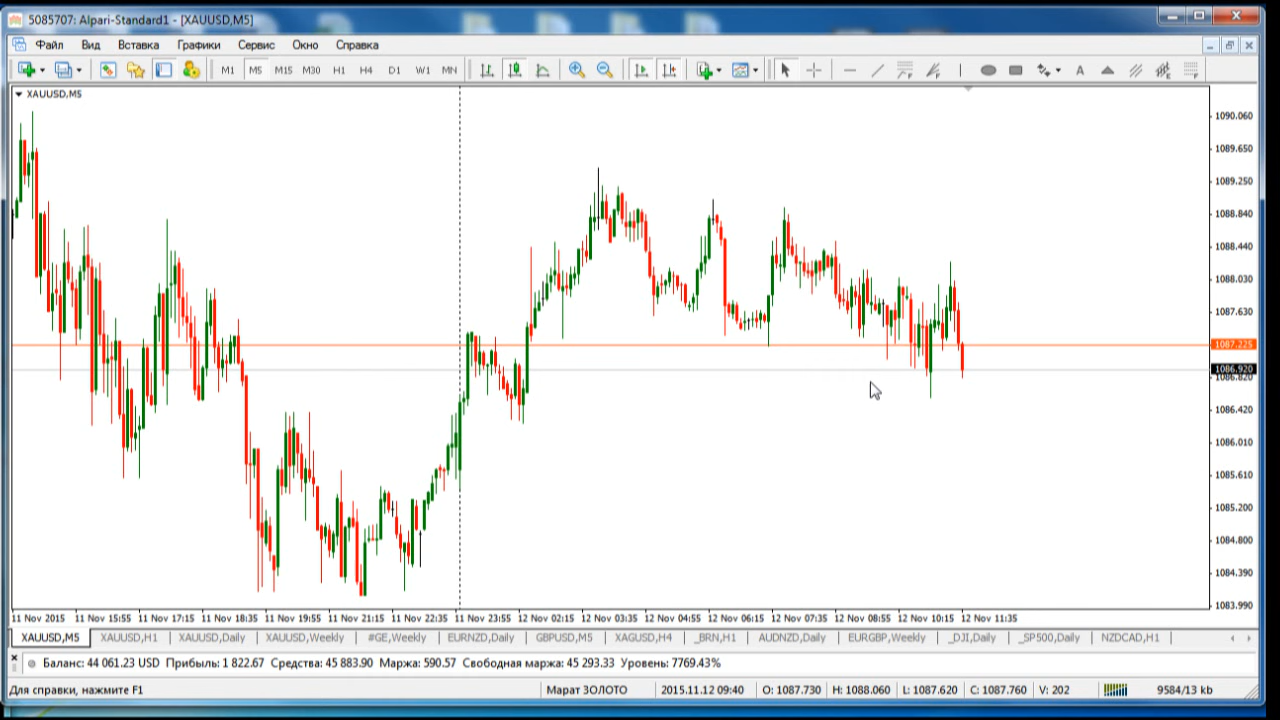 5085707: Alpari-Standard1 - [XAUUSD,M5]
Файл Вид Вставка Графики Сервис Окно Справка
M1 M5 M15 M30 H1 H4 D1 W1 MN A
XAUUSD,M5
1090.060
1089.650
1089.250
1088.840
1088.440
1088.030
1087.630
1087.225
1086.920
1086.820
1086.420
1086.010
1085.610
1085.200
1084.800
1084.390
1083.990
11 Nov 2015 11 Nov 15:55 11 Nov 17:15 11 Nov 18:35 11 Nov 19:55 11 Nov 21:15 11 Nov 22:35 11 Nov 23:55 12 Nov 02:15 12 Nov 03:35 12 Nov 04:55 12 Nov 06:15 12 Nov 07:35 12 Nov 08:55 12 Nov 10:15 12 Nov 11:35
XAUUSD,M5 XAUUSD,H1 XAUUSD,Daily XAUUSD,Weekly #GE,Weekly EURNZD,Daily GBPUSD,M5 XAGUSD,H4 _BRN,H1 AUDNZD,Daily EURGBP,Weekly _DJI,Daily _SP500,Daily NZDCAD,H1
Баланс: 44 061.23 USD Прибыль: 1 822.67 Средства: 45 883.90 Маржа: 590.57 Свободная маржа: 45 293.33 Уровень: 7769.43%
Для справки, нажмите F1 Марат ЗОЛОТО 2015.11.12 09:40 O: 1087.730 H: 1088.060 L: 1087.620 C: 1087.760 V: 202 9584/13 kb